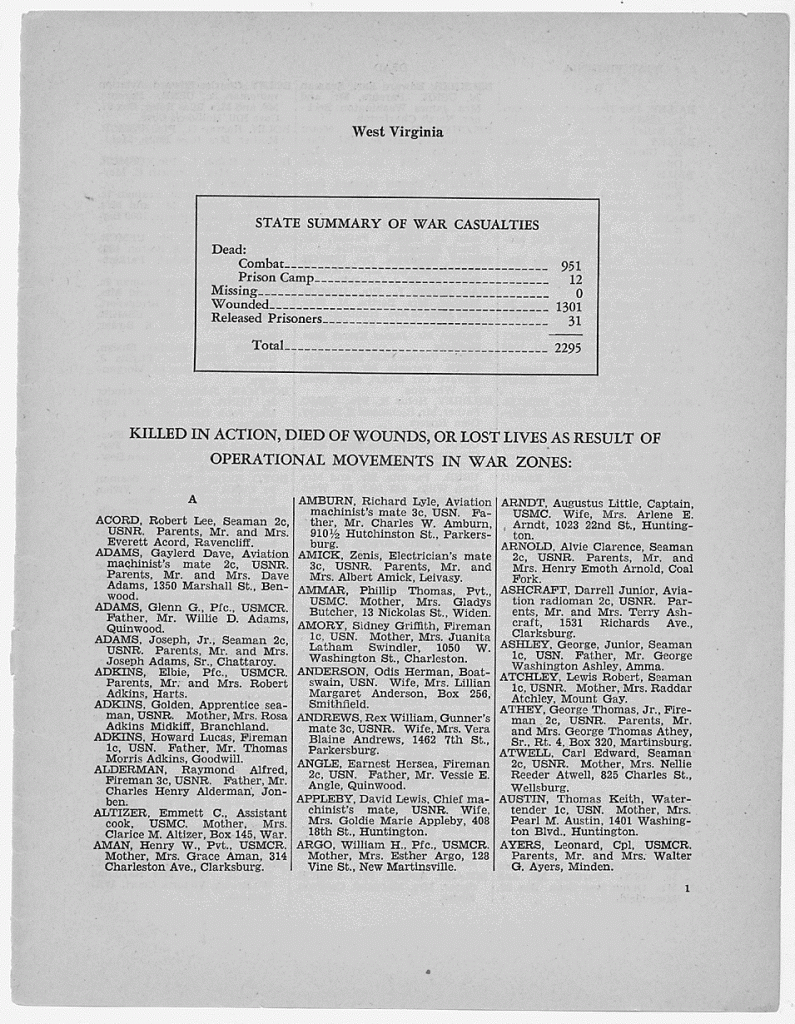 West Virginia
STATE SUMMARY OF WAR CASUALTIES
Dead:
Combat 951
Prison Camp 12
Missing 0
Wounded 1301
Released Prisoners 31
Total 2295
KILLED IN ACTION, DIED OF WOUNDS, OR LOST LIVES AS RESULT OF
OPERATIONAL MOVEMENTS IN WAR ZONES:
A
ACORD, Robert Lee, Seaman 2c,
USNR. Parents, Mr. and Mrs.
Everett Acord, Ravencliff.
ADAMS, Gaylerd Dave, Aviation
machinist's mate 2c, USNR.
Parents, Mr. and Mrs. Dave
Adams, 1350 Marshall St., Ben-
wood.
ADAMS, Glenn G., Pfc., USMCR.
Father, Mr. Willie D. Adams,
Quinwood.
ADAMS, Joseph, Jr., Seaman 2c,
USNR. Parents, Mr. and Mrs.
Joseph Adams, Sr., Chattaroy.
ADKINS, Elbie, Pfc., USMCR.
Parents, Mr. and Mrs. Robert
Adkins, Harts.
ADKINS, Golden, Apprentice sea-
man, USNR. Mother, Mrs. Rosa
Adkins Midkiff, Branchland.
ADKINS, Howard Lucas, Fireman
1c, USN. Father, Mr. Thomas
Morris Adkins, Goodwill.
ALDERMAN, Raymond Alfred,
Fireman 3c, USNR. Father, Mr.
Charles Henry Alderman, Jon-
ben.
ALTIZER, Emmett C., Assistant
cook, USMC. Mother, Mrs.
Clarice M. Altizer, Box 145, War.
AMAN, Henry W., Pvt., USMCR.
Mother, Mrs. Grace Aman, 314
Charleston Ave., Clarksburg.
AMBURN, Richard Lyle, Aviation
machinist's mate 3c, USN. Fa-
ther, Mr. Charles W. Amburn,
910½ Hutchinston St., Parkers-
burg.
AMICK, Zenis, Electrician's mate
3c, USNR. Parents, Mr. and
Mrs. Albert Amick, Leivasy.
AMMAR, Phillip Thomas, Pvt.,
USMC. Mother, Mrs. Gladys
Butcher, 13 Nickolas St., Widen.
AMORY, Sidney Griffith, Fireman
1c, USN. Mother, Mrs. Juanita
Latham Swindler, 1050 W.
Washington St., Charleston.
ANDERSON, Odis Herman, Boat-
swain, USN. Wife, Mrs. Lillian
Margaret Anderson, Box 256,
Smithfield.
ANDREWS, Rex William, Gunner's
mate 3c, USNR. Wife, Mrs. Vera
Blaine Andrews, 1462 7th St.,
Parkersburg.
ANGLE, Earnest Hersea, Fireman
2c, USN. Father, Mr. Vessie E.
Angle, Quinwood.
APPLEBY, David Lewis, Chief ma-
chinist's mate, USNR. Wife,
Mrs. Goldie Marie Appleby, 408
18th St., Huntington.
ARGO, William H., Pfc., USMCR.
Mother, Mrs. Esther Argo, 128
Vine St., New Martinsville.
ARNDT, Augustus Little, Captain,
USMC. Wife, Mrs. Arlene E.
Arndt, 1023 22nd St., Hunting-
ton.
ARNOLD, Alvie Clarence, Seaman
2c, USNR. Parents, Mr. and
Mrs. Henry Emoth Arnold, Coal
Fork.
ASHCRAFT, Darrell Junior, Avia-
tion radioman 2c, USNR. Par-
ents, Mr. and Mrs. Terry Ash-
craft, 1531 Richards Ave.,
Clarksburg.
ASHLEY, George, Junior, Seaman
1c, USN. Father, Mr. George
Washington Ashley, Amma.
ATCHLEY, Lewis Robert, Seaman
1c, USNR. Mother, Mrs. Raddar
Atchley, Mount Gay.
ATHEY, George Thomas, Jr., Fire-
man 2c, USNR. Parents, Mr.
and Mrs. George Thomas Athey,
Sr., Rt. 4, Box 320, Martinsburg.
ATWELL, Carl Edward, Seaman
2c, USNR. Mother, Mrs. Nellie
Reeder Atwell, 825 Charles St.,
Wellsburg.
AUSTIN, Thomas Keith, Water-
tender 1c, USN. Mother, Mrs.
Pearl M. Austin, 1401 Washing-
ton Blvd., Huntington.
AYERS, Leonard, Cpl, USMCR.
Parents, Mr. and Mrs. Walter
G. Ayers, Minden.
1